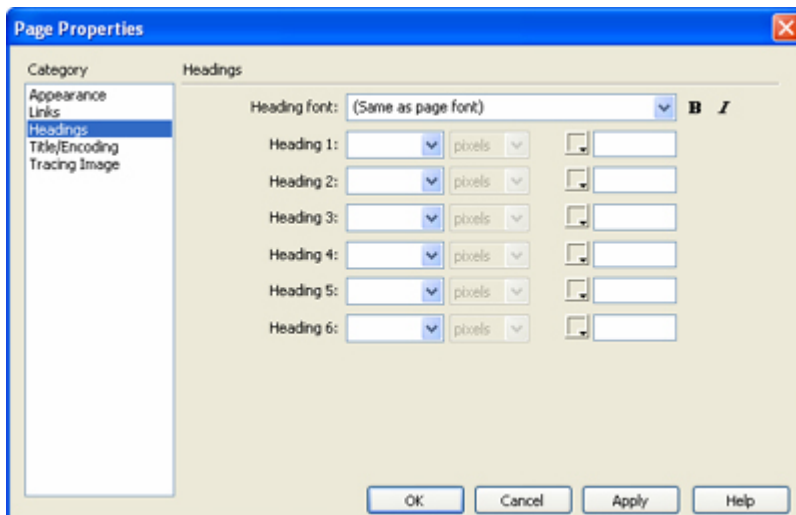 Page Properties
Category
Appearance
Links
Headings
Title/Encoding
Tracing Image
Headings
Heading font: (Same as page font) B I
Heading 1: pixels
Heading 2: pixels
Heading 3: pixels
Heading 4: pixels
Heading 5: pixels
Heading 6: pixels
OK Cancel Apply Help